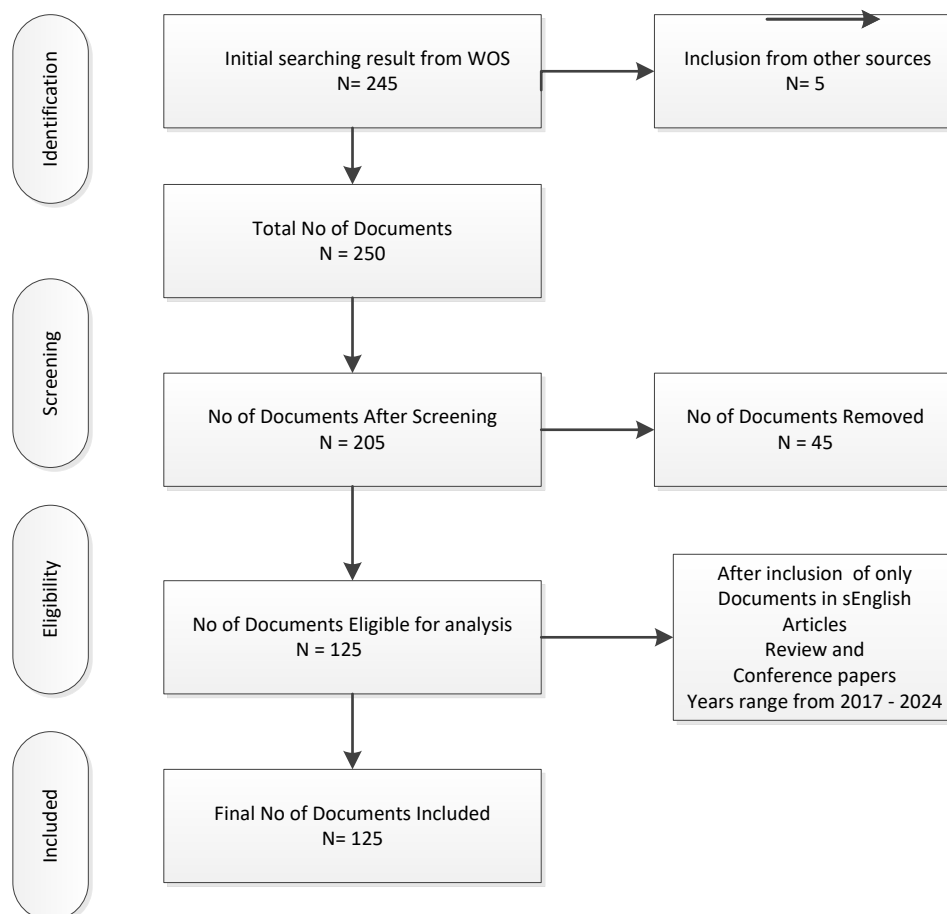 Identification
Initial searching result from WOS
N= 245
Inclusion from other sources
N= 5
Total No of Documents
N = 250
Screening
No of Documents After Screening
N = 205
No of Documents Removed
N = 45
Eligibility
No of Documents Eligible for analysis
N = 125
After inclusion of only
Documents in sEnglish
Articles
Review and
Conference papers
Years range from 2017 - 2024
Included
Final No of Documents Included
N= 125